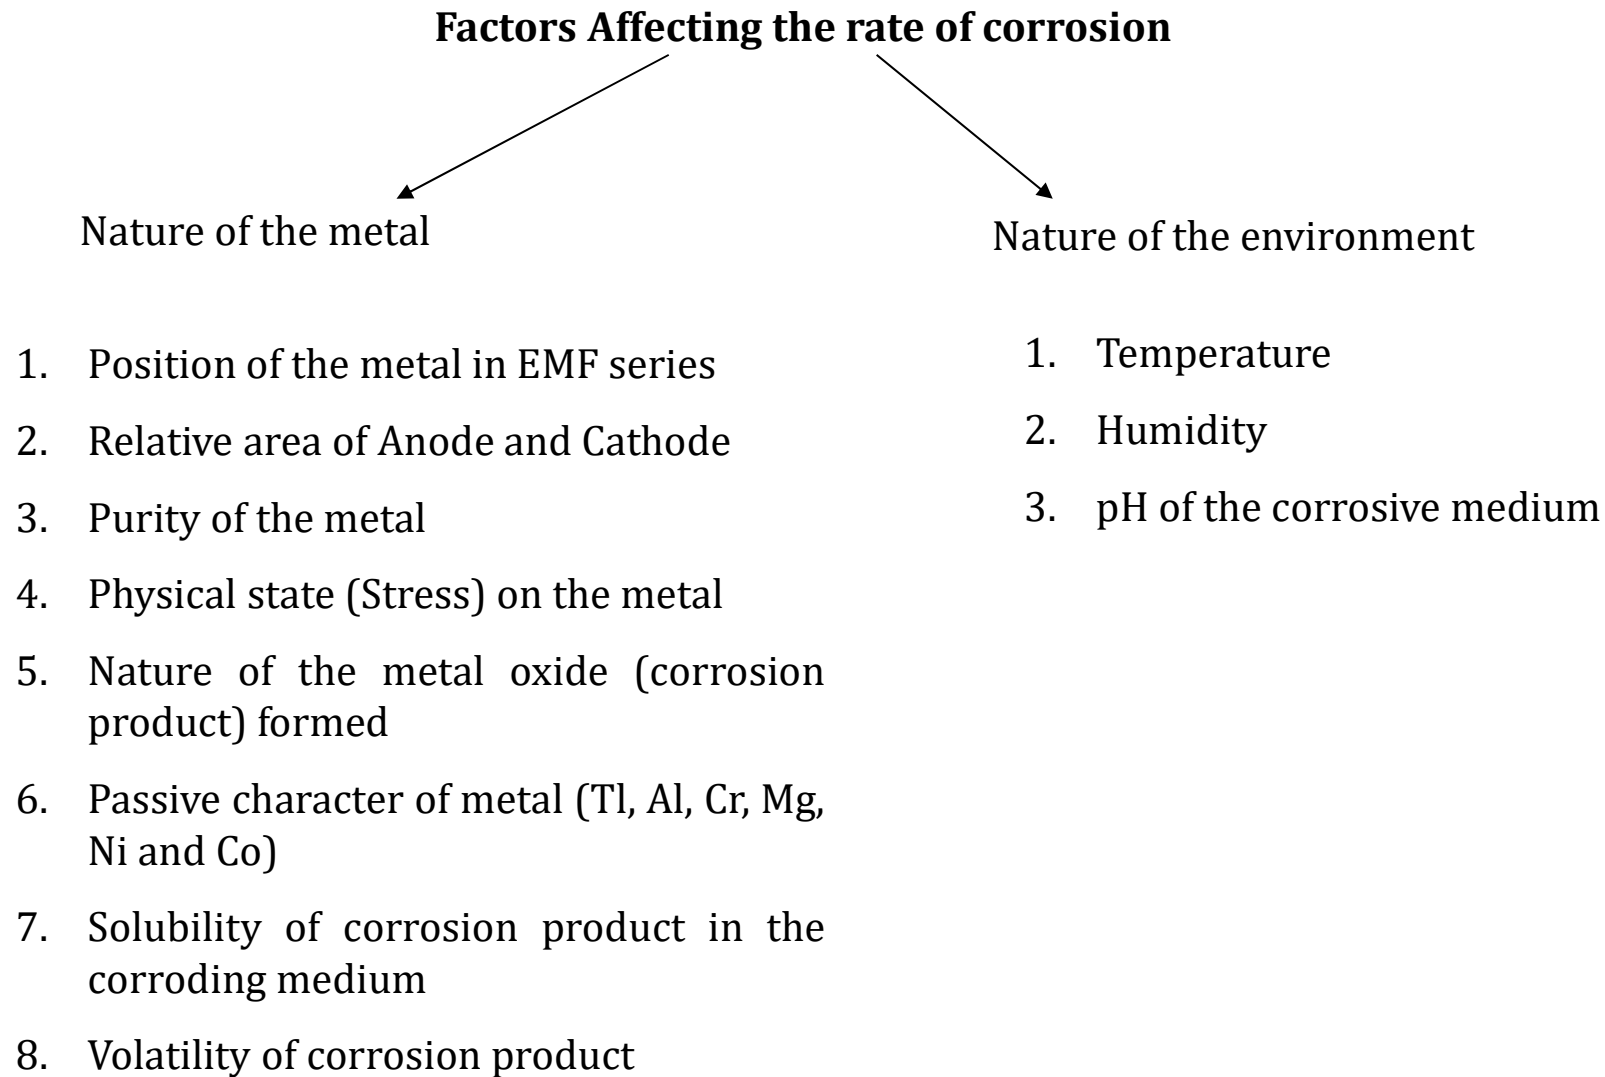 Factors Affecting the rate of corrosion
Nature of the metal
1. Position of the metal in EMF series
2. Relative area of Anode and Cathode
3. Purity of the metal
4. Physical state (Stress) on the metal
5. Nature of the metal oxide (corrosion
product) formed
6. Passive character of metal (Tl, Al, Cr, Mg,
Ni and Co)
7. Solubility of corrosion product in the
corroding medium
8. Volatility of corrosion product
Nature of the environment
1. Temperature
2. Humidity
3. pH of the corrosive medium